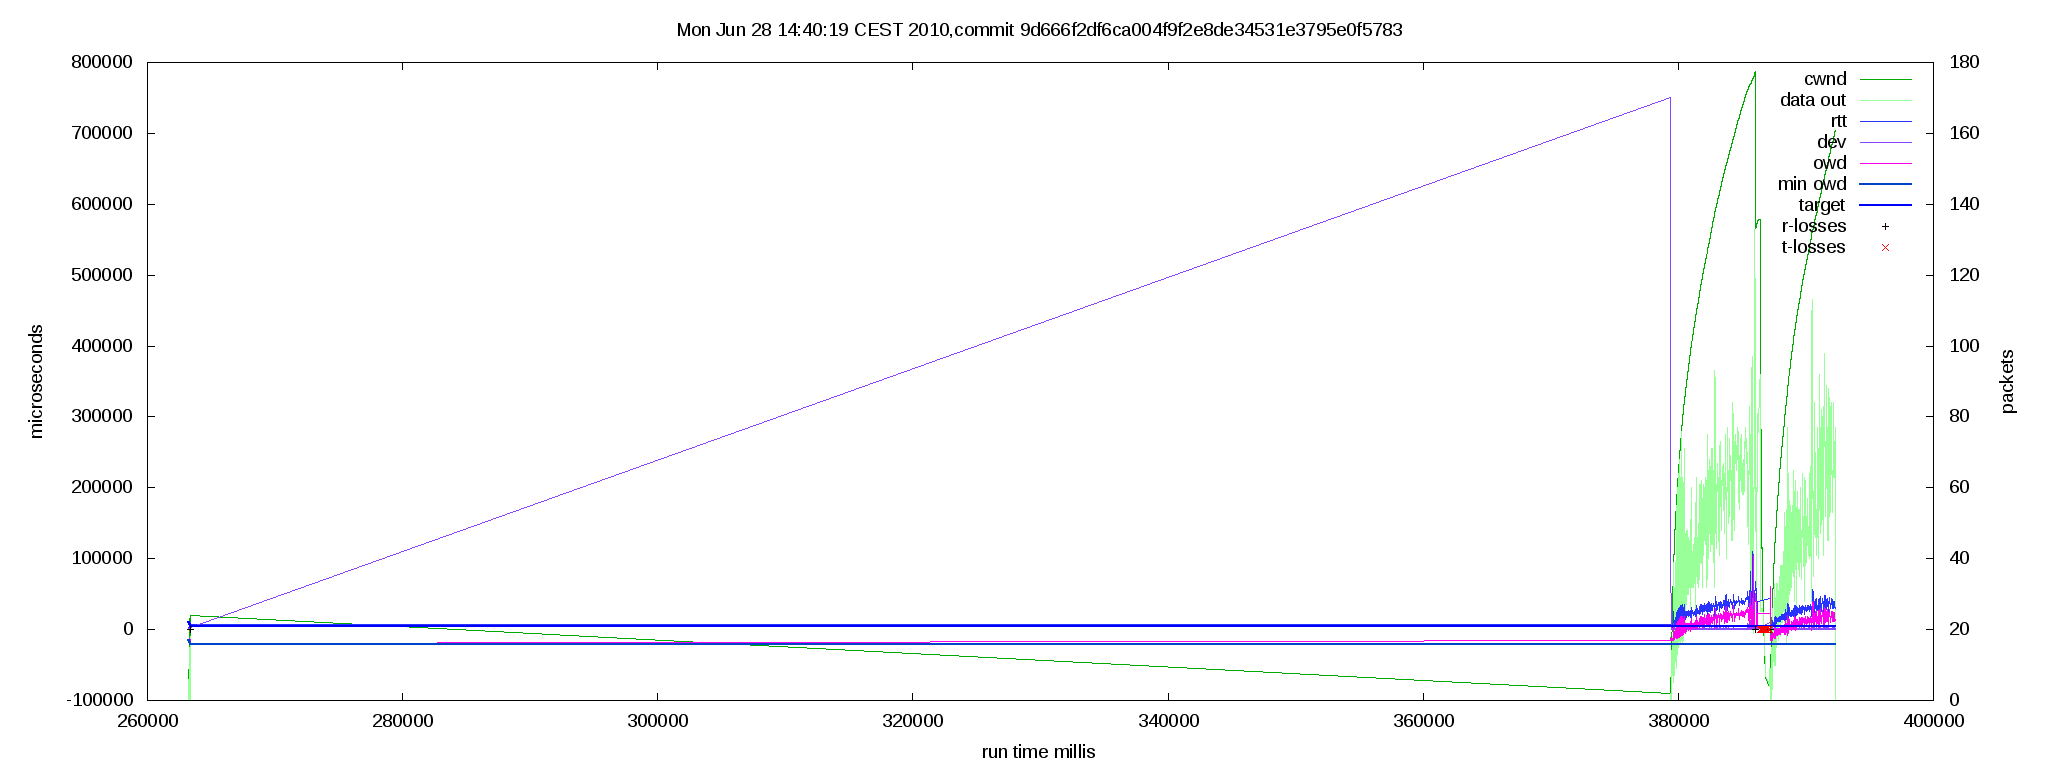 Mon Jun 28 14:40:19 CEST 2010,commit 9d666f2df6ca004f9f2e8de34531e3795e0f5783
800000
700000
600000
500000
400000
300000
200000
100000
0
-100000
microseconds
180
160
140
120
100
80
60
40
20
0
packets
cwnd
data out
rtt
dev
owd
min owd
target
r-losses
t-losses
260000
280000
300000
320000
340000
360000
380000
400000
run time millis